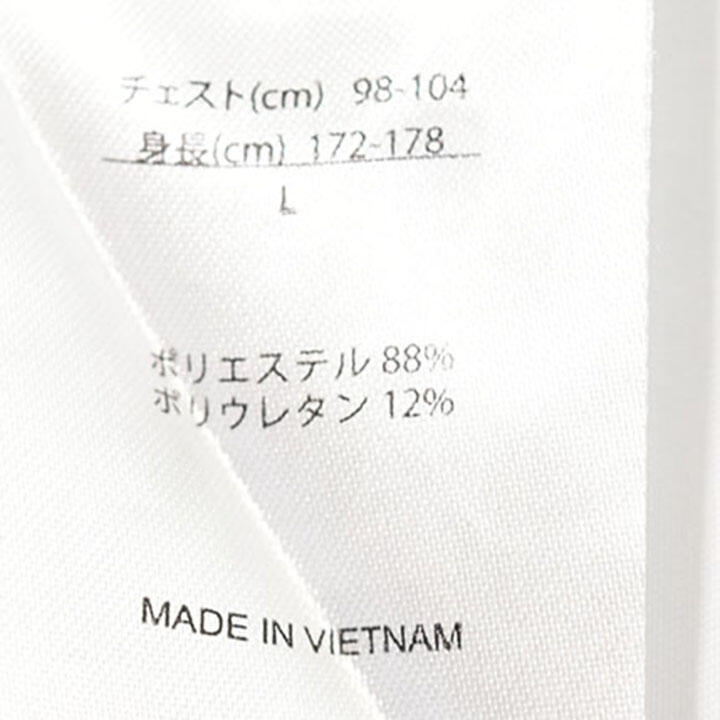 チェスト(cm) 98-104
身長(cm) 172-178
L
ポリエステル 88%
ポリウレタン 12%
MADE IN VIETNAM